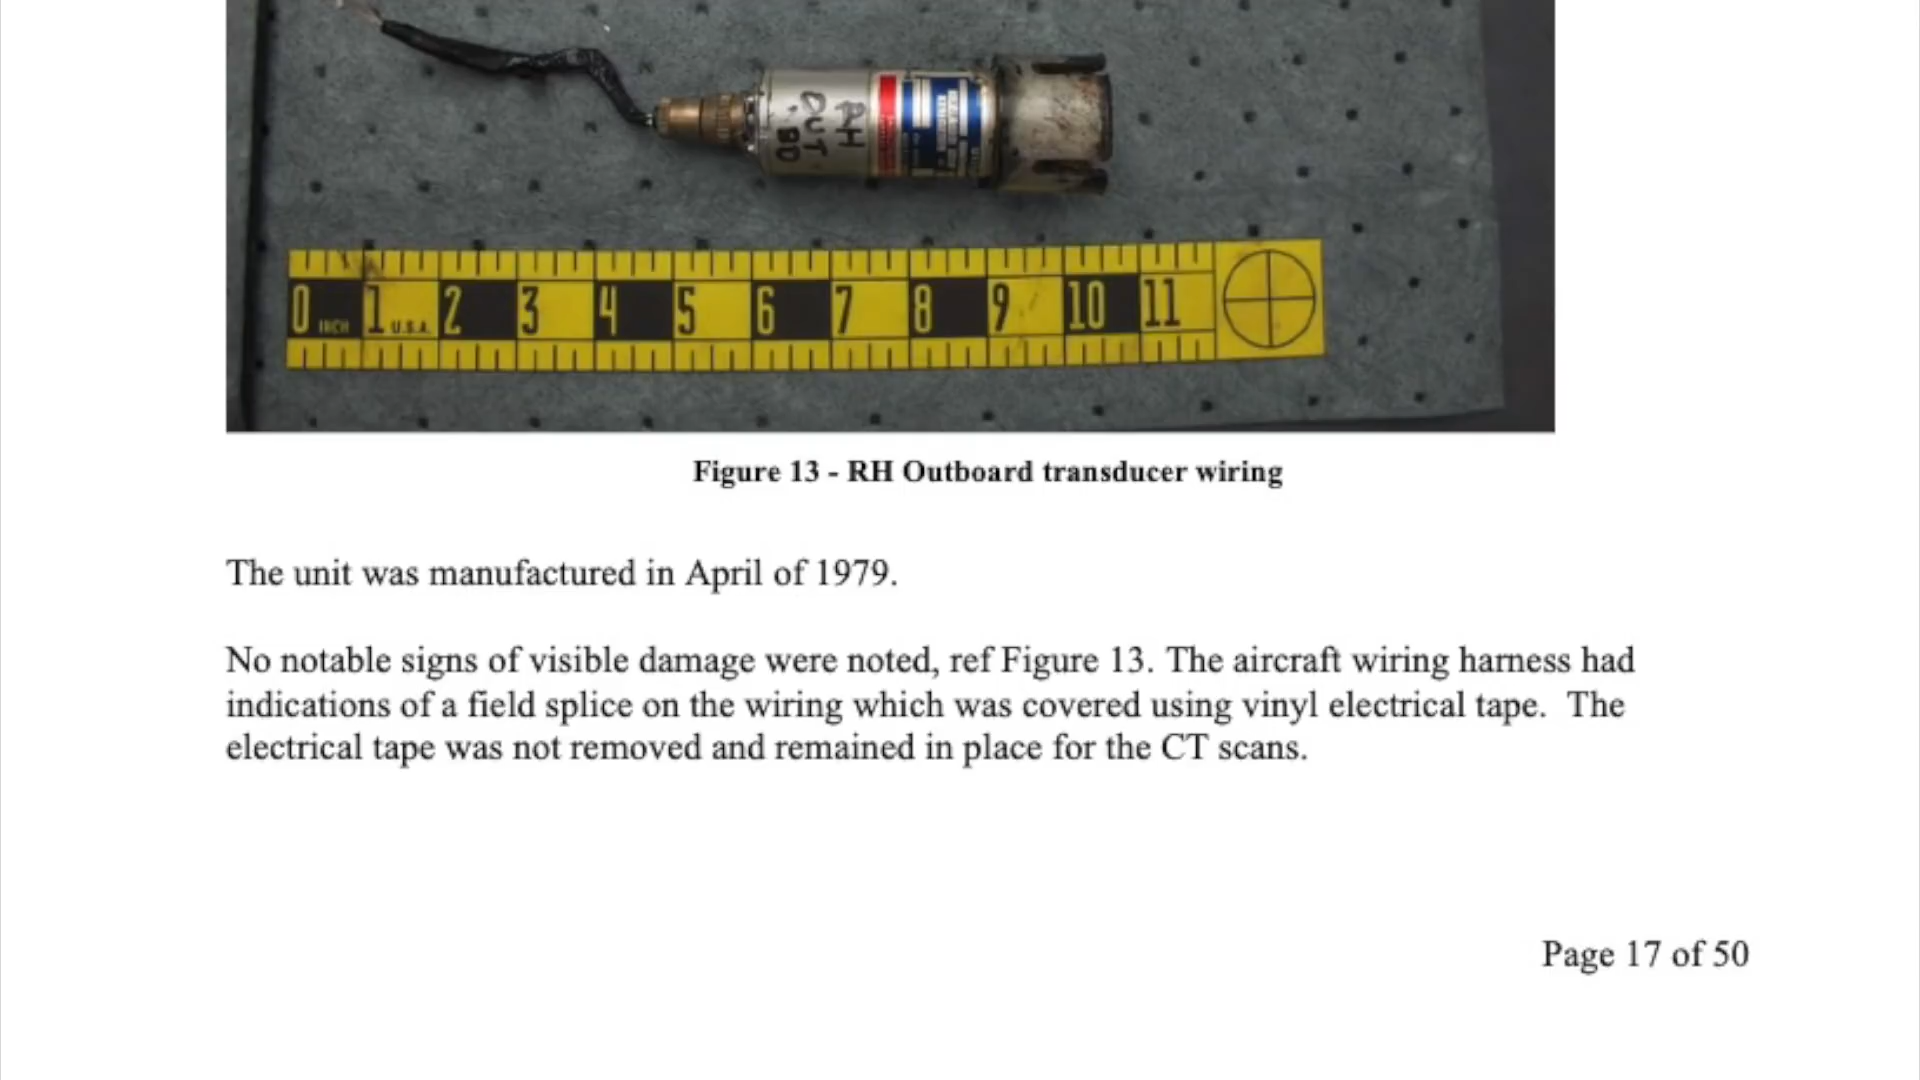 RH
OUT
BD
0 INCH 1 U.S.A. 2 3 4 5 6 7 8 9 10 11
Figure 13 - RH Outboard transducer wiring
The unit was manufactured in April of 1979.
No notable signs of visible damage were noted, ref Figure 13. The aircraft wiring harness had
indications of a field splice on the wiring which was covered using vinyl electrical tape. The
electrical tape was not removed and remained in place for the CT scans.
Page 17 of 50